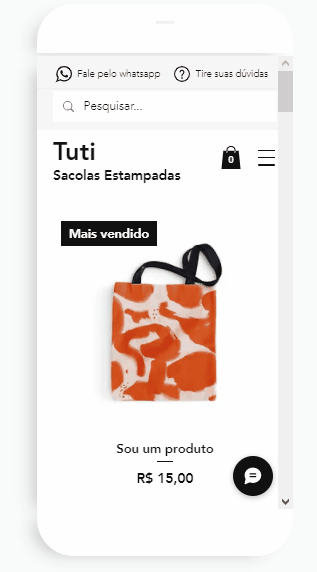 Fale pelo whatsapp Tire suas dúvidas
Pesquisar...
Tuti
0
Sacolas Estampadas
Mais vendido
Sou um produto
R$ 15,00